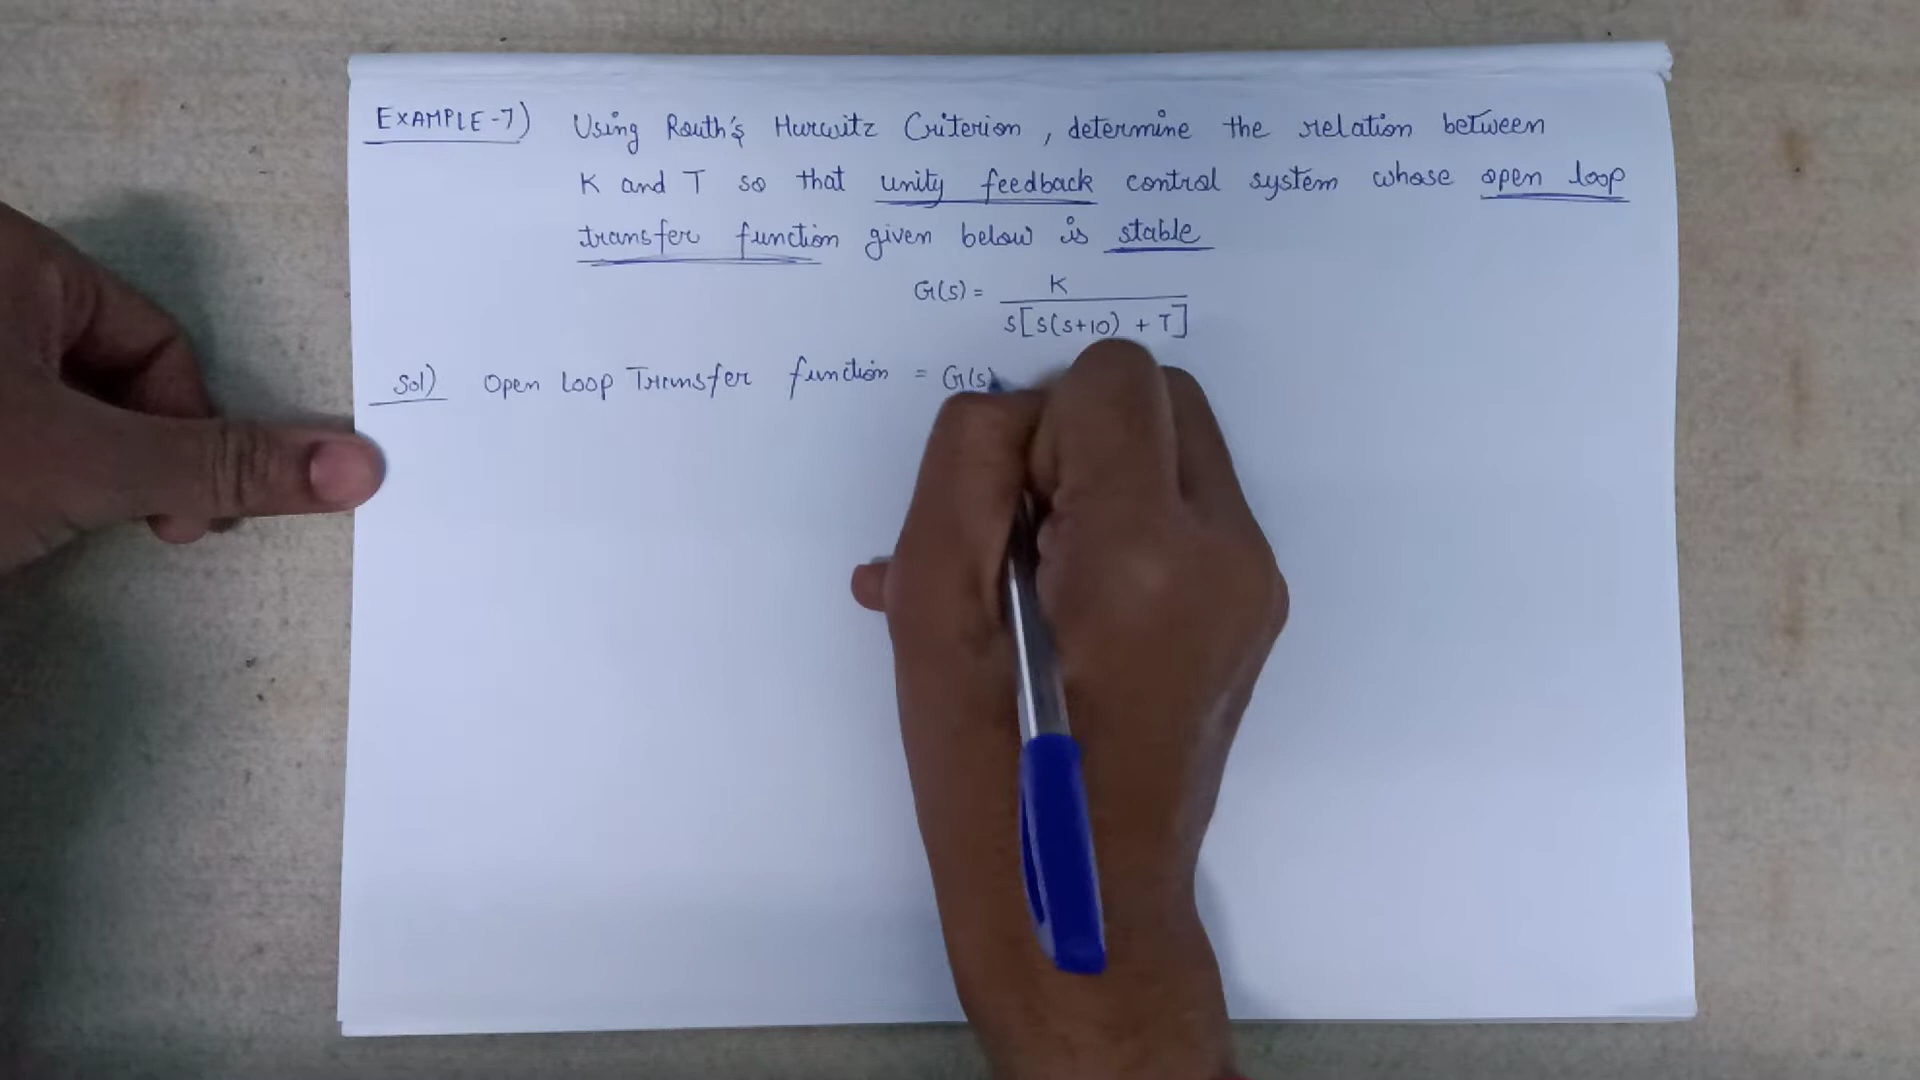 EXAMPLE-7) Using Routh's Hurwitz Criterion, determine the relation between
K and T so that unity feedback control system whose open loop
transfer function given below is stable
G(s) = K
s[s(s+10) + T]
Sol) Open Loop Transfer function = G(s)